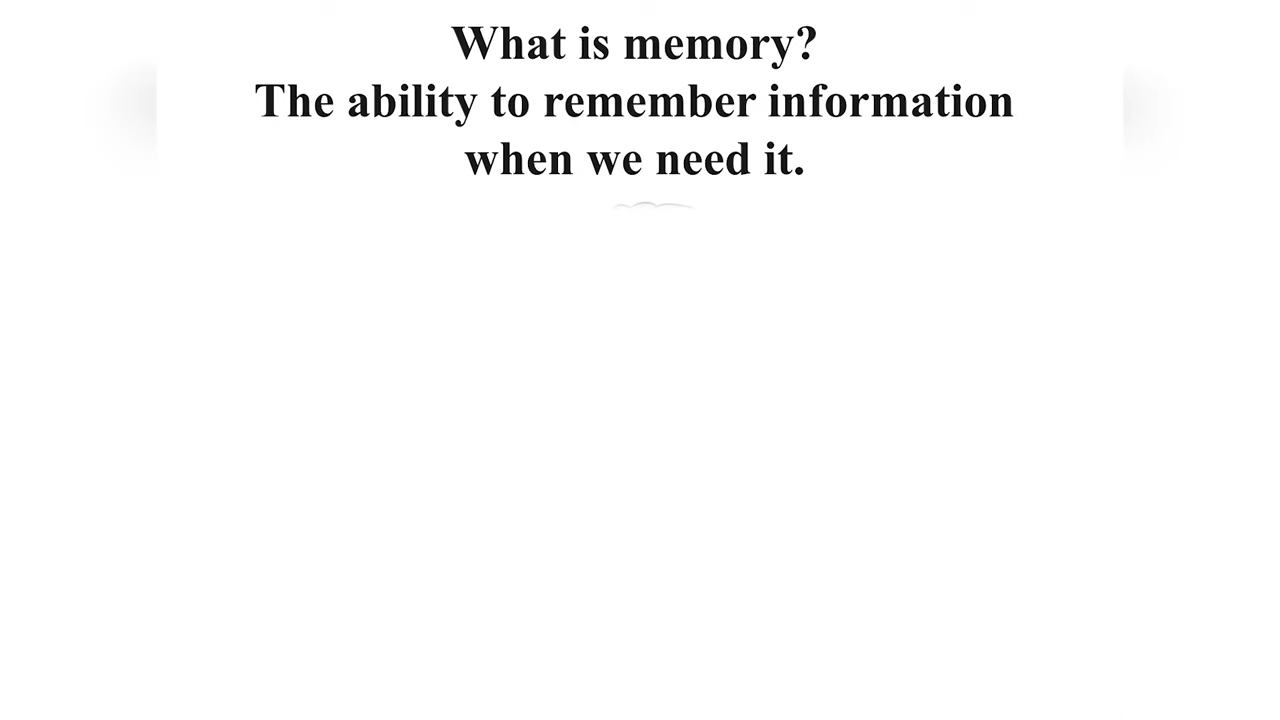 What is memory?
The ability to remember information
when we need it.